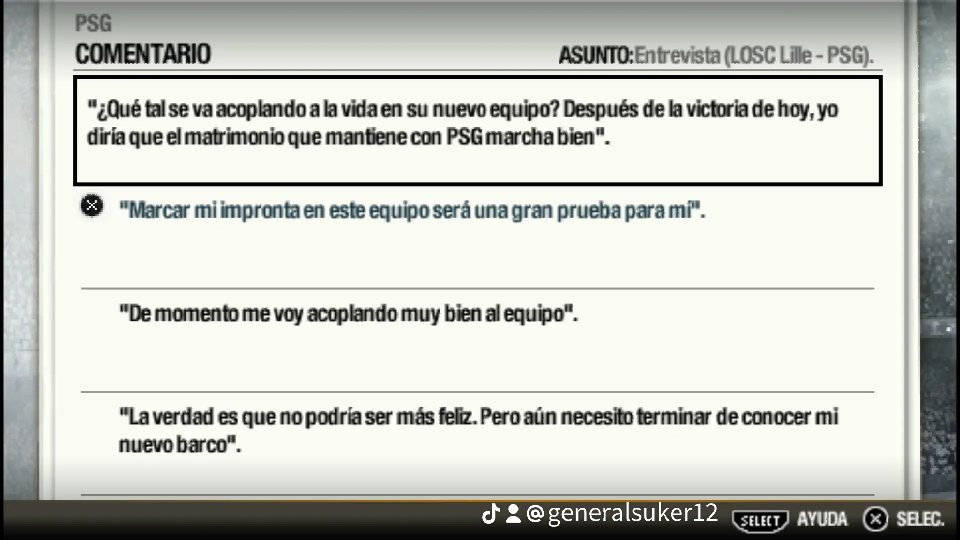 PSG
COMENTARIO
ASUNTO: Entrevista (LOSC Lille - PSG).
"¿Qué tal se va acoplando a la vida en su nuevo equipo? Después de la victoria de hoy, yo
diría que el matrimonio que mantiene con PSG marcha bien".
"Marcar mi impronta en este equipo será una gran prueba para mí".
"De momento me voy acoplando muy bien al equipo".
"La verdad es que no podría ser más feliz. Pero aún necesito terminar de conocer mi
nuevo barco".
@generalsuker12
SELECT AYUDA SELEC.